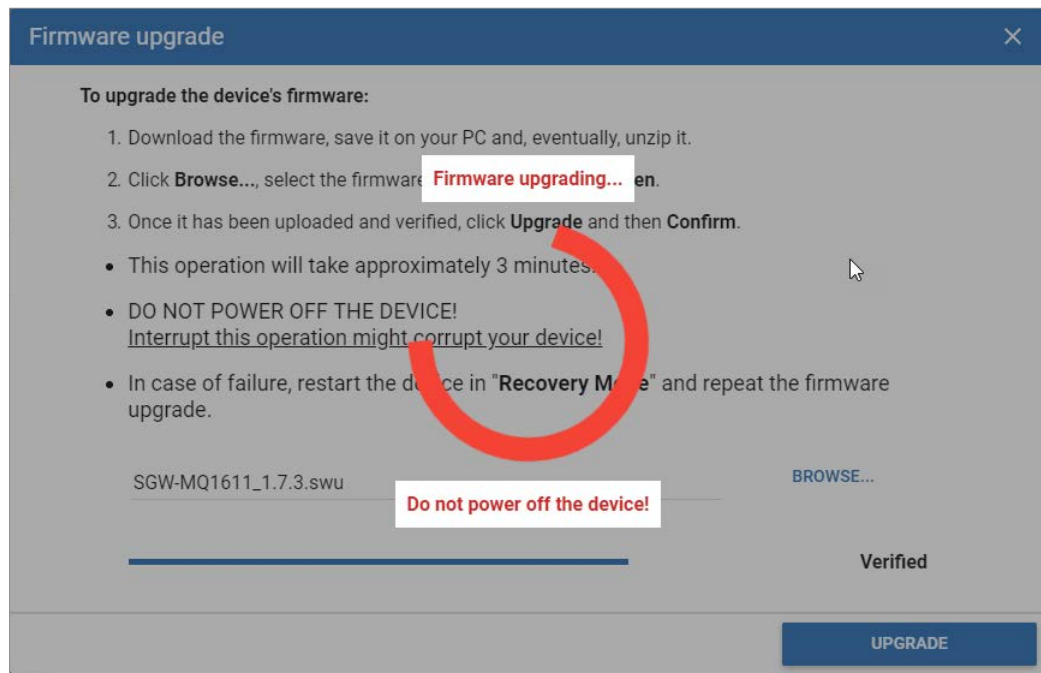 Firmware upgrade
To upgrade the device's firmware:
1. Download the firmware, save it on your PC and, eventually, unzip it.
2. Click Browse..., select the firmware
Firmware upgrading...
en.
3. Once it has been uploaded and verified, click Upgrade and then Confirm.
• This operation will take approximately 3 minutes.
• DO NOT POWER OFF THE DEVICE!
Interrupt this operation might corrupt your device!
• In case of failure, restart the device in "Recovery Mode" and repeat the firmware
upgrade.
SGW-MQ1611_1.7.3.swu
BROWSE...
Do not power off the device!
Verified
UPGRADE